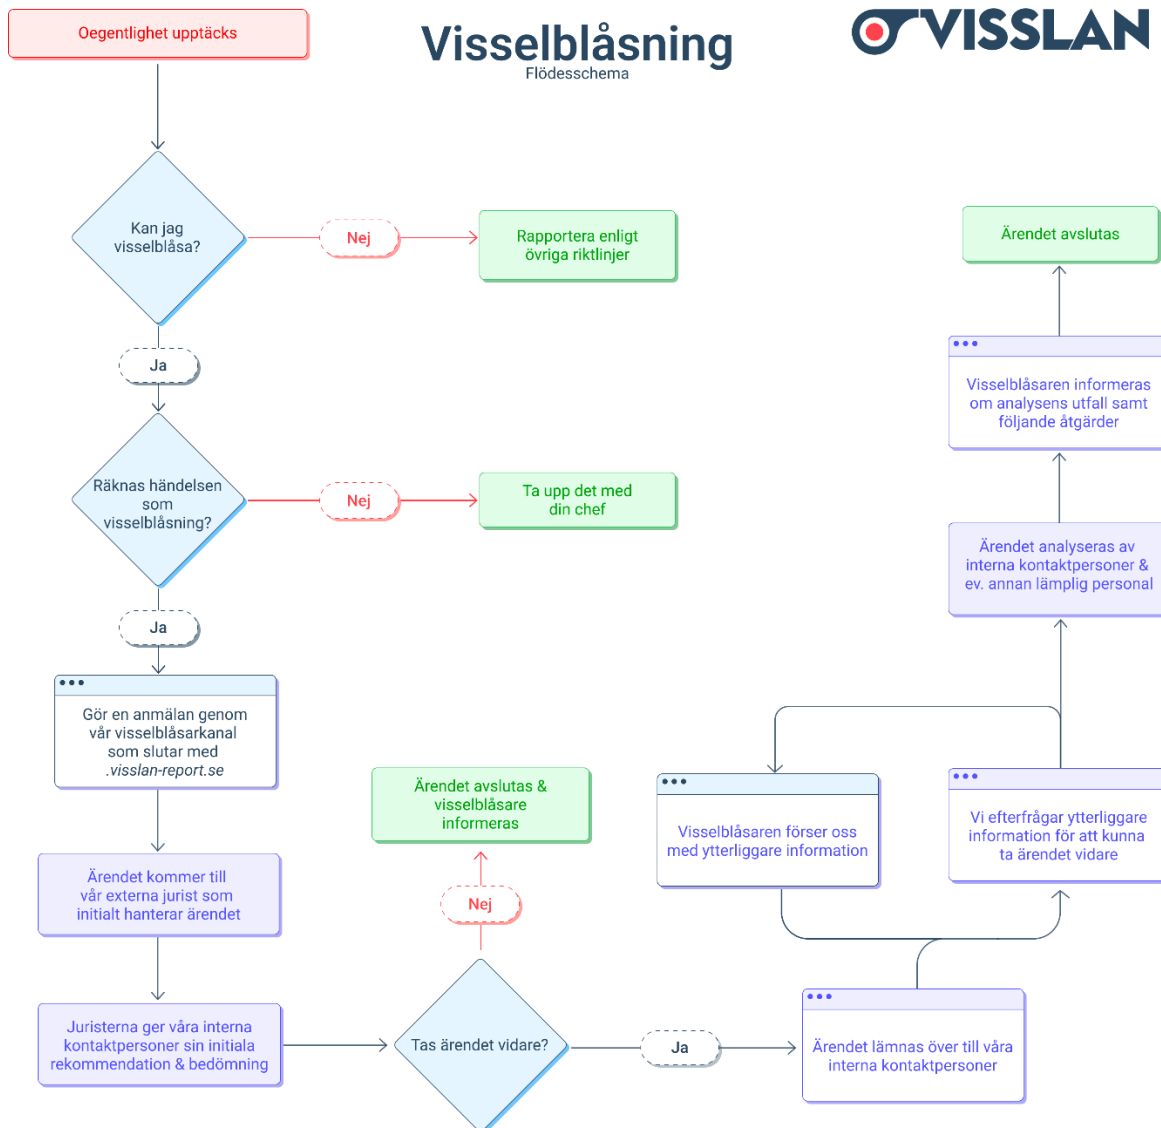 Oegentlighet upptäcks
Visselblåsning
Flödesschema
VISSLAN
Kan jag
visselblåsa?
Nej
Rapportera enligt
övriga riktlinjer
Ja
Räknas händelsen
som
visselblåsning?
Nej
Ta upp det med
din chef
Ja
Gör en anmälan genom
vår visselblåsarkanal
som slutar med
.visslan-report.se
Ärendet kommer till
vår externa jurist som
initialt hanterar ärendet
Juristerna ger våra interna
kontaktpersoner sin initiala
rekommendation & bedömning
Tas ärendet vidare?
Nej
Ärendet avslutas &
visselblåsare
informeras
Ja
Ärendet lämnas över till våra
interna kontaktpersoner
Vi efterfrågar ytterliggare
information för att kunna
ta ärendet vidare
Visselblåsaren förser oss
med ytterliggare information
Ärendet analyseras av
interna kontaktpersoner &
ev. annan lämplig personal
Visselblåsaren informeras
om analysens utfall samt
följande åtgärder
Ärendet avslutas